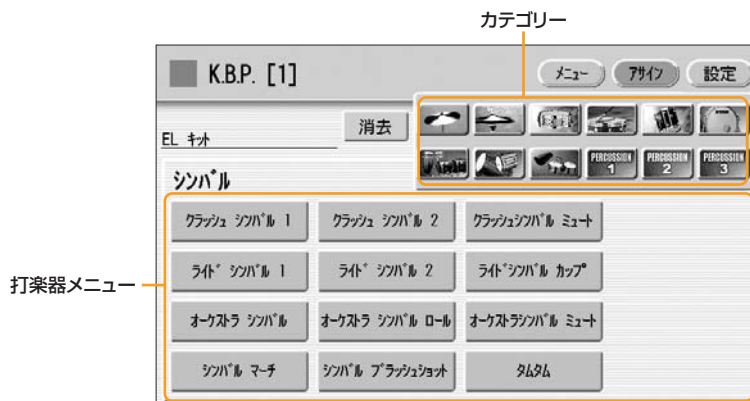 カテゴリー
K.B.P. [1]
メニュー アサイン 設定
EL キット
消去
PERCUSSION 1 PERCUSSION 2 PERCUSSION 3
シンバル
打楽器メニュー
クラッシュ シンバル 1 クラッシュ シンバル 2 クラッシュシンバル ミュート
ライド シンバル 1 ライド シンバル 2 ライドシンバル カップ
オーケストラ シンバル オーケストラ シンバル ロール オーケストラシンバル ミュート
シンバル マーチ シンバル ブラッシュショット タムタム